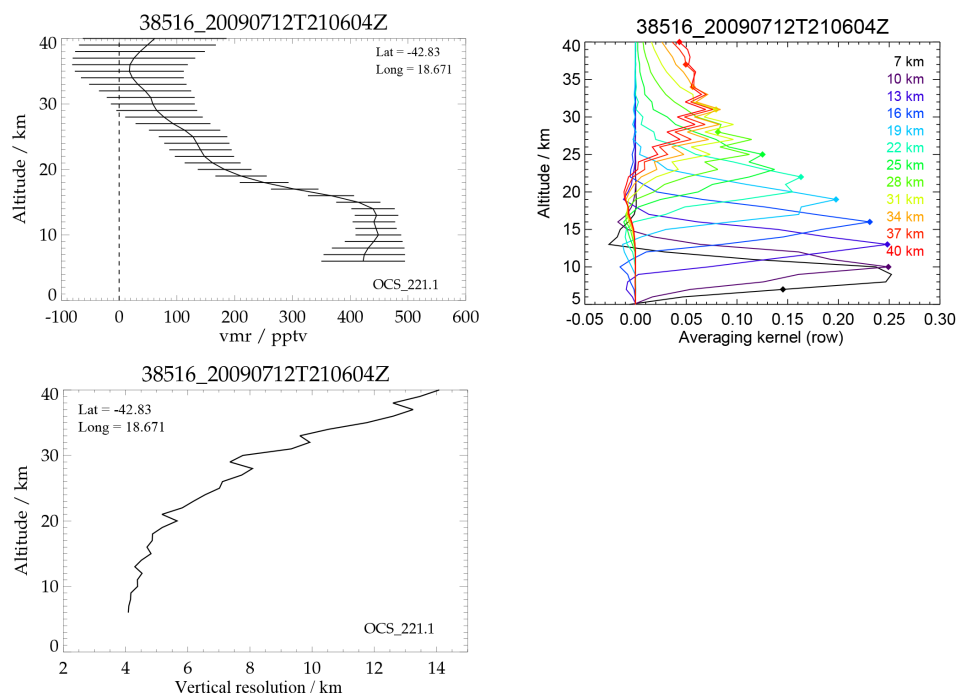 38516_20090712T210604Z
Lat = -42.83
Long = 18.671
OCS_221.1
Altitude / km
0
10
20
30
40
-100 0 100 200 300 400 500 600
vmr / pptv
38516_20090712T210604Z
7 km
10 km
13 km
16 km
19 km
22 km
25 km
28 km
31 km
34 km
37 km
40 km
Altitude / km
5
10
15
20
25
30
35
40
-0.05 0.00 0.05 0.10 0.15 0.20 0.25 0.30
Averaging kernel (row)
38516_20090712T210604Z
Lat = -42.83
Long = 18.671
OCS_221.1
Altitude / km
0
10
20
30
40
2 4 6 8 10 12 14
Vertical resolution / km